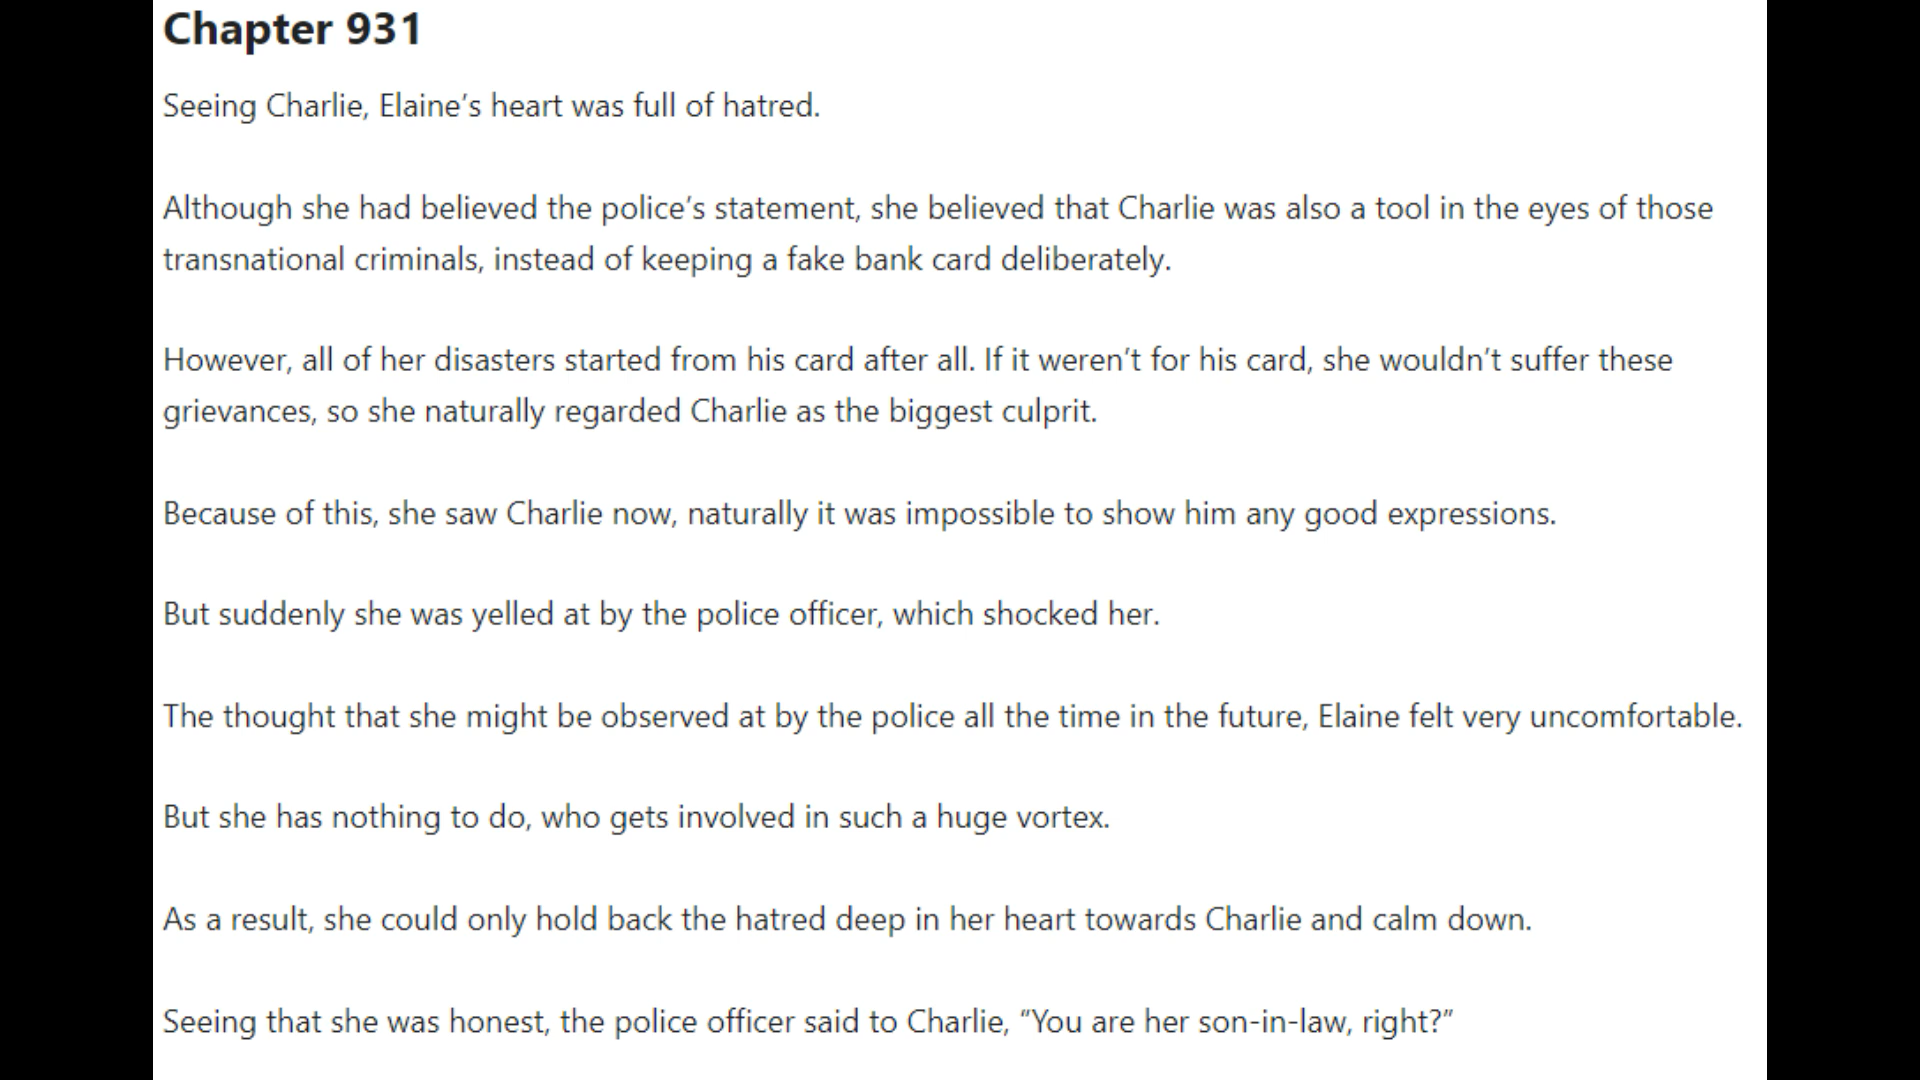 Chapter 931
Seeing Charlie, Elaine’s heart was full of hatred.
Although she had believed the police’s statement, she believed that Charlie was also a tool in the eyes of those
transnational criminals, instead of keeping a fake bank card deliberately.
However, all of her disasters started from his card after all. If it weren’t for his card, she wouldn’t suffer these
grievances, so she naturally regarded Charlie as the biggest culprit.
Because of this, she saw Charlie now, naturally it was impossible to show him any good expressions.
But suddenly she was yelled at by the police officer, which shocked her.
The thought that she might be observed at by the police all the time in the future, Elaine felt very uncomfortable.
But she has nothing to do, who gets involved in such a huge vortex.
As a result, she could only hold back the hatred deep in her heart towards Charlie and calm down.
Seeing that she was honest, the police officer said to Charlie, “You are her son-in-law, right?”